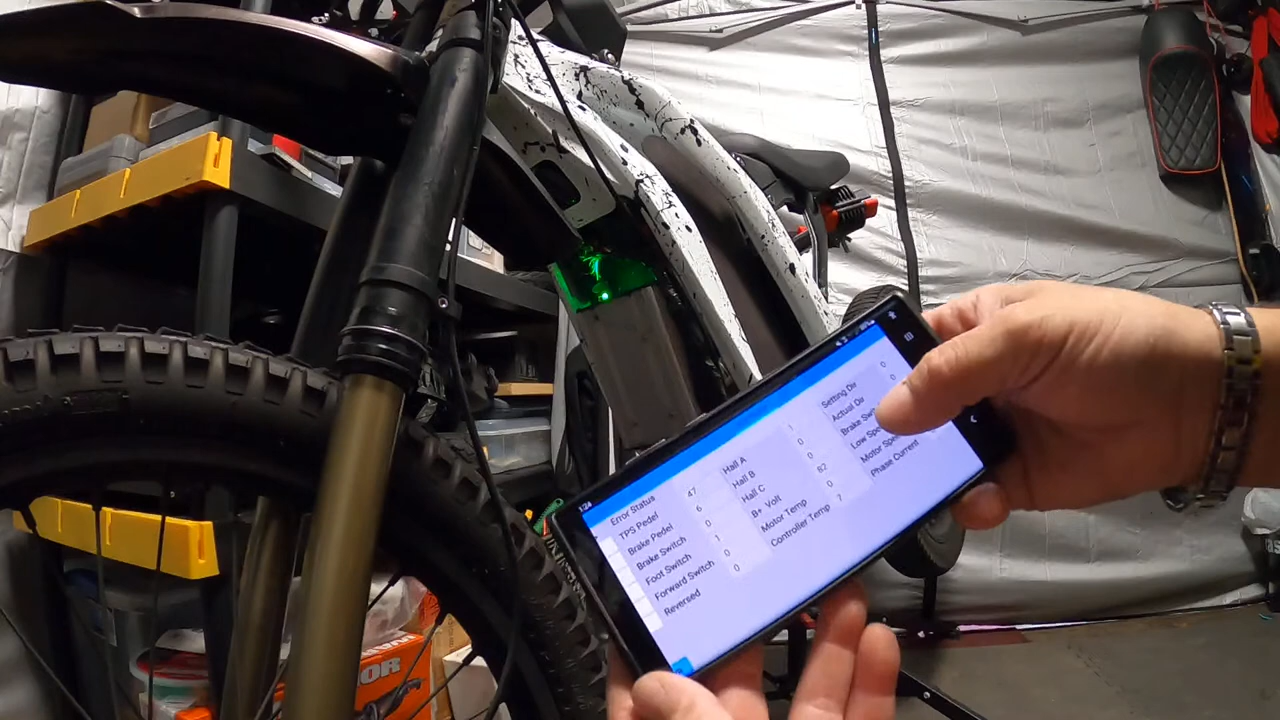 Error Status
TPS Pedel 47
Brake Pedel 6
Brake Switch 0
Foot Switch 1
Forward Switch 0
Reversed
Hall A 1
Hall B 0
Hall C 0
B+ Volt 82
Motor Temp 0
Controller Temp 7
Setting Dir 0
Actual Dir 0
Brake Swi
Low Spe
Motor Spe
Phase Current
OR